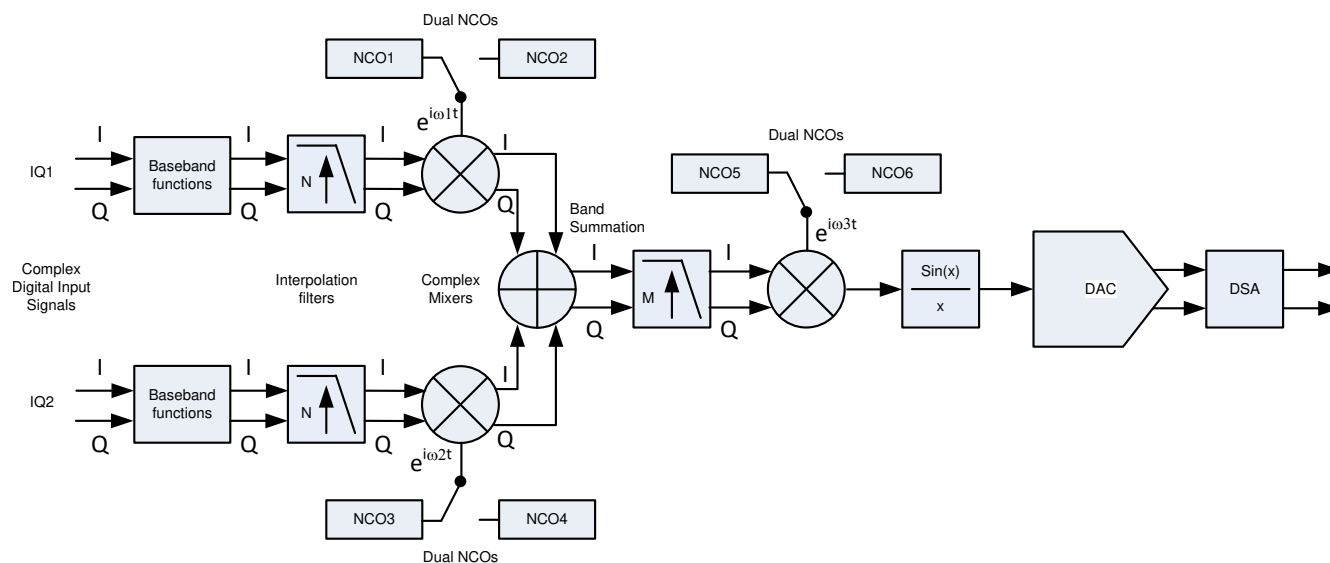 Dual NCOs
NCO1
NCO2
e^iω1t
I
I
I
I
IQ1
Baseband
functions
N
Q
Q
Q
Q
Dual NCOs
NCO5
NCO6
e^iω3t
Band
Summation
I
I
Complex
Digital Input
Signals
Interpolation
filters
Complex
Mixers
M
Q
Q
Sin(x)
x
DAC
DSA
I
I
I
I
IQ2
Baseband
functions
N
Q
Q
Q
Q
e^iω2t
NCO3
NCO4
Dual NCOs